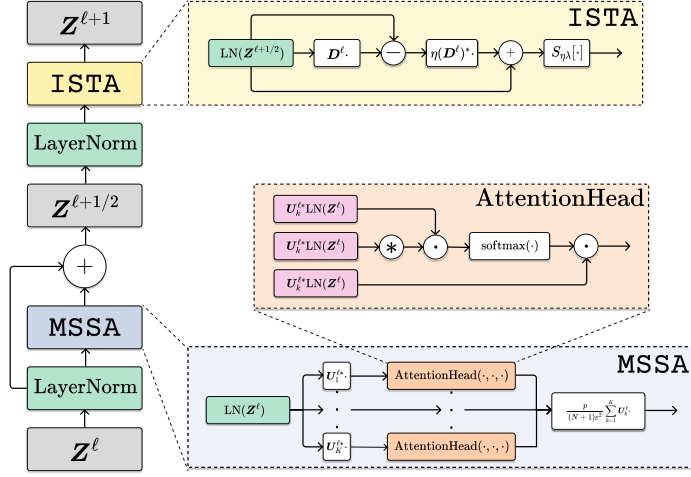 Z^{ℓ+1}
ISTA
LayerNorm
Z^{ℓ+1/2}
+
MSSA
LayerNorm
Z^ℓ
ISTA
LN(Z^{ℓ+1/2})
D^ℓ·
−
η(D^ℓ)^*·
+
S_{ηλ}[·]
AttentionHead
U_k^{ℓ*}LN(Z^ℓ)
U_k^{ℓ*}LN(Z^ℓ)
*
·
softmax(·)
·
U_k^{ℓ*}LN(Z^ℓ)
MSSA
U_1^{ℓ*}·
AttentionHead(·,·,·)
LN(Z^ℓ)
p/((N+1)ε²) ∑_{k=1}^{K} U_k^ℓ·
U_K^{ℓ*}·
AttentionHead(·,·,·)